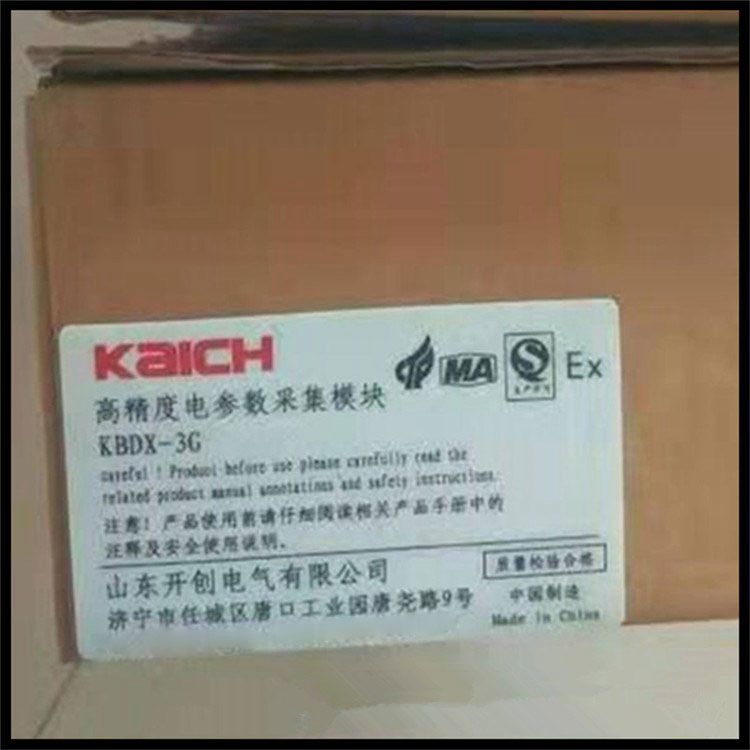 KaiCH
MA
Ex
高精度电参数采集模块
KBDX-3G
careful ! Product before use please carefully read the
related product manual annotations and safety instructions.
注意!产品使用前请仔细阅读相关产品手册中的
注释及安全使用说明。
质量检验合格
山东开创电气有限公司
中国制造
济宁市任城区唐口工业园唐尧路9号
Made in China